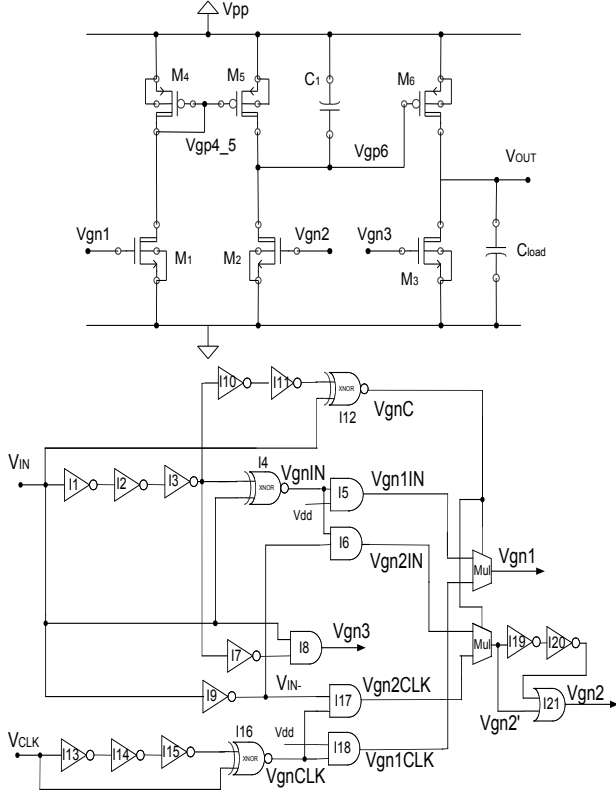 Vpp
M4 M5 C1 M6
Vgp4_5 Vgp6 VOUT
Vgn1 Vgn2 Vgn3
M1 M2 M3 Cload
I10 I11 XNOR
I12 VgnC
VIN I1 I2 I3 I4 XNOR VgnIN I5 Vgn1IN
Vdd
I6 Vgn2IN Mul Vgn1
I7 I8 Vgn3
Mul I19 I20
I9 VIN- I17 Vgn2CLK I21 Vgn2
Vgn2'
VCLK I13 I14 I15 I16 XNOR VgnCLK
Vdd I18 Vgn1CLK